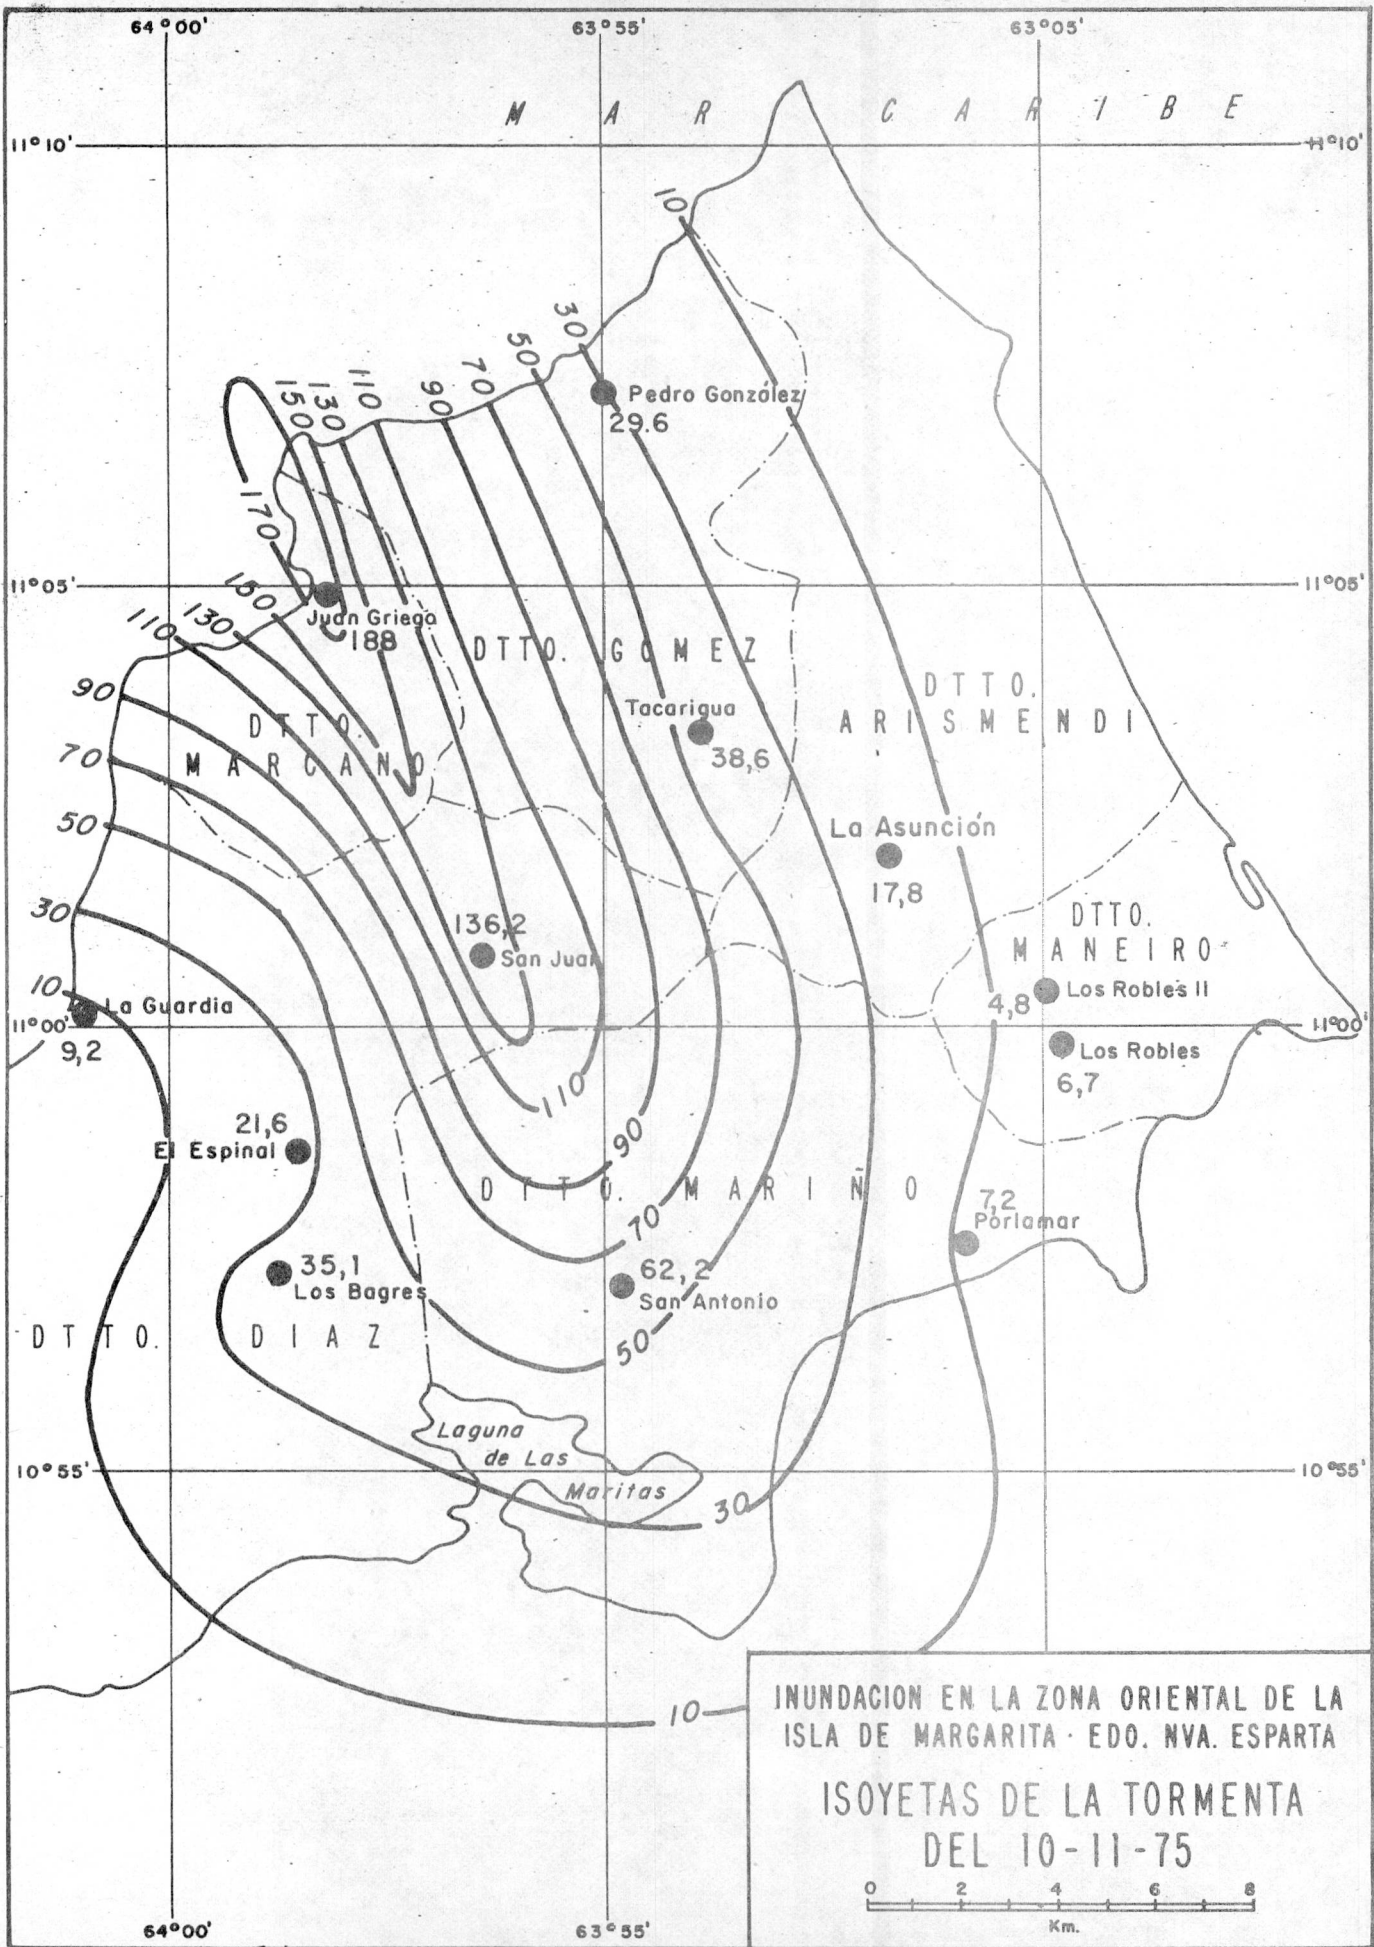 64°00'
63°55'
63°05'
MAR CARIBE
11°10'
11°10'
10
30
50
70
90
110
130
150
Pedro González
29.6
170
11°05'
11°05'
150
130
110
Juan Griego
188
DTTO. GOMEZ
DTTO.
ARISMENDI
90
Tacarigua
38,6
DTTO.
MARCANO
70
50
La Asunción
17,8
30
136,2
San Juan
DTTO.
MANEIRO
10
La Guardia
9,2
4,8
Los Robles II
11°00'
11°00'
Los Robles
6,7
110
21,6
El Espinal
90
DTTO. MARIÑO
7,2
Porlamar
70
35,1
Los Bagres
62,2
San Antonio
DTTO. DIAZ
50
Laguna
de Las
Maritas
10°55'
10°55'
30
10
INUNDACION EN LA ZONA ORIENTAL DE LA
ISLA DE MARGARITA · EDO. NVA. ESPARTA
ISOYETAS DE LA TORMENTA
DEL 10-11-75
0 2 4 6 8
Km.
64°00'
63°55'